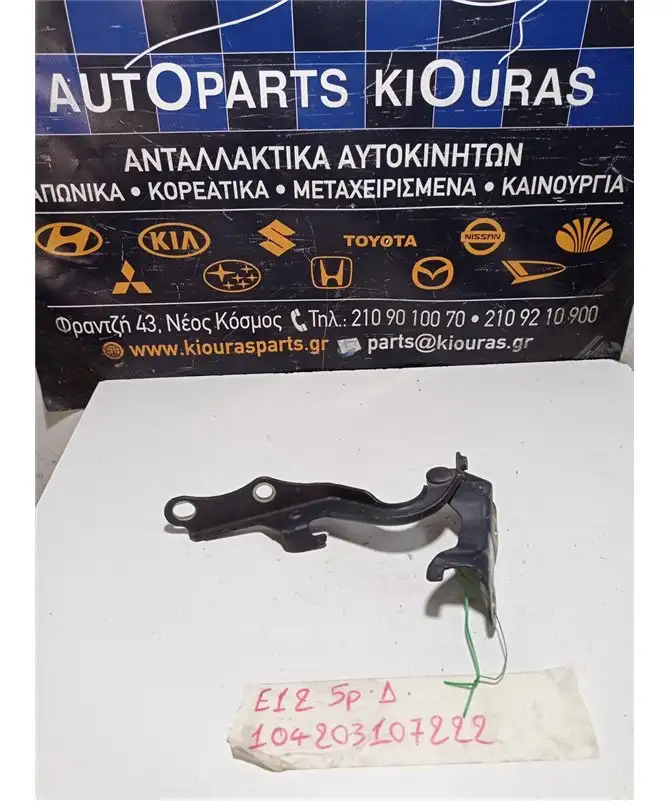 AUTOPARTS KIOURAS
ΑΝΤΑΛΛΑΚΤΙΚΑ ΑΥΤΟΚΙΝΗΤΩΝ
ΑΠΩΝΙΚΑ • ΚΟΡΕΑΤΙΚΑ • ΜΕΤΑΧΕΙΡΙΣΜΕΝΑ • ΚΑΙΝΟΥΡΓΙΑ
KIA TOYOTA NISSAN
Φραντζή 43, Νέος Κόσμος Τηλ.: 210 90 100 70 • 210 92 10 900
www.kiourasparts.gr parts@kiouras.gr
E12 5p. Δ.
104203107222